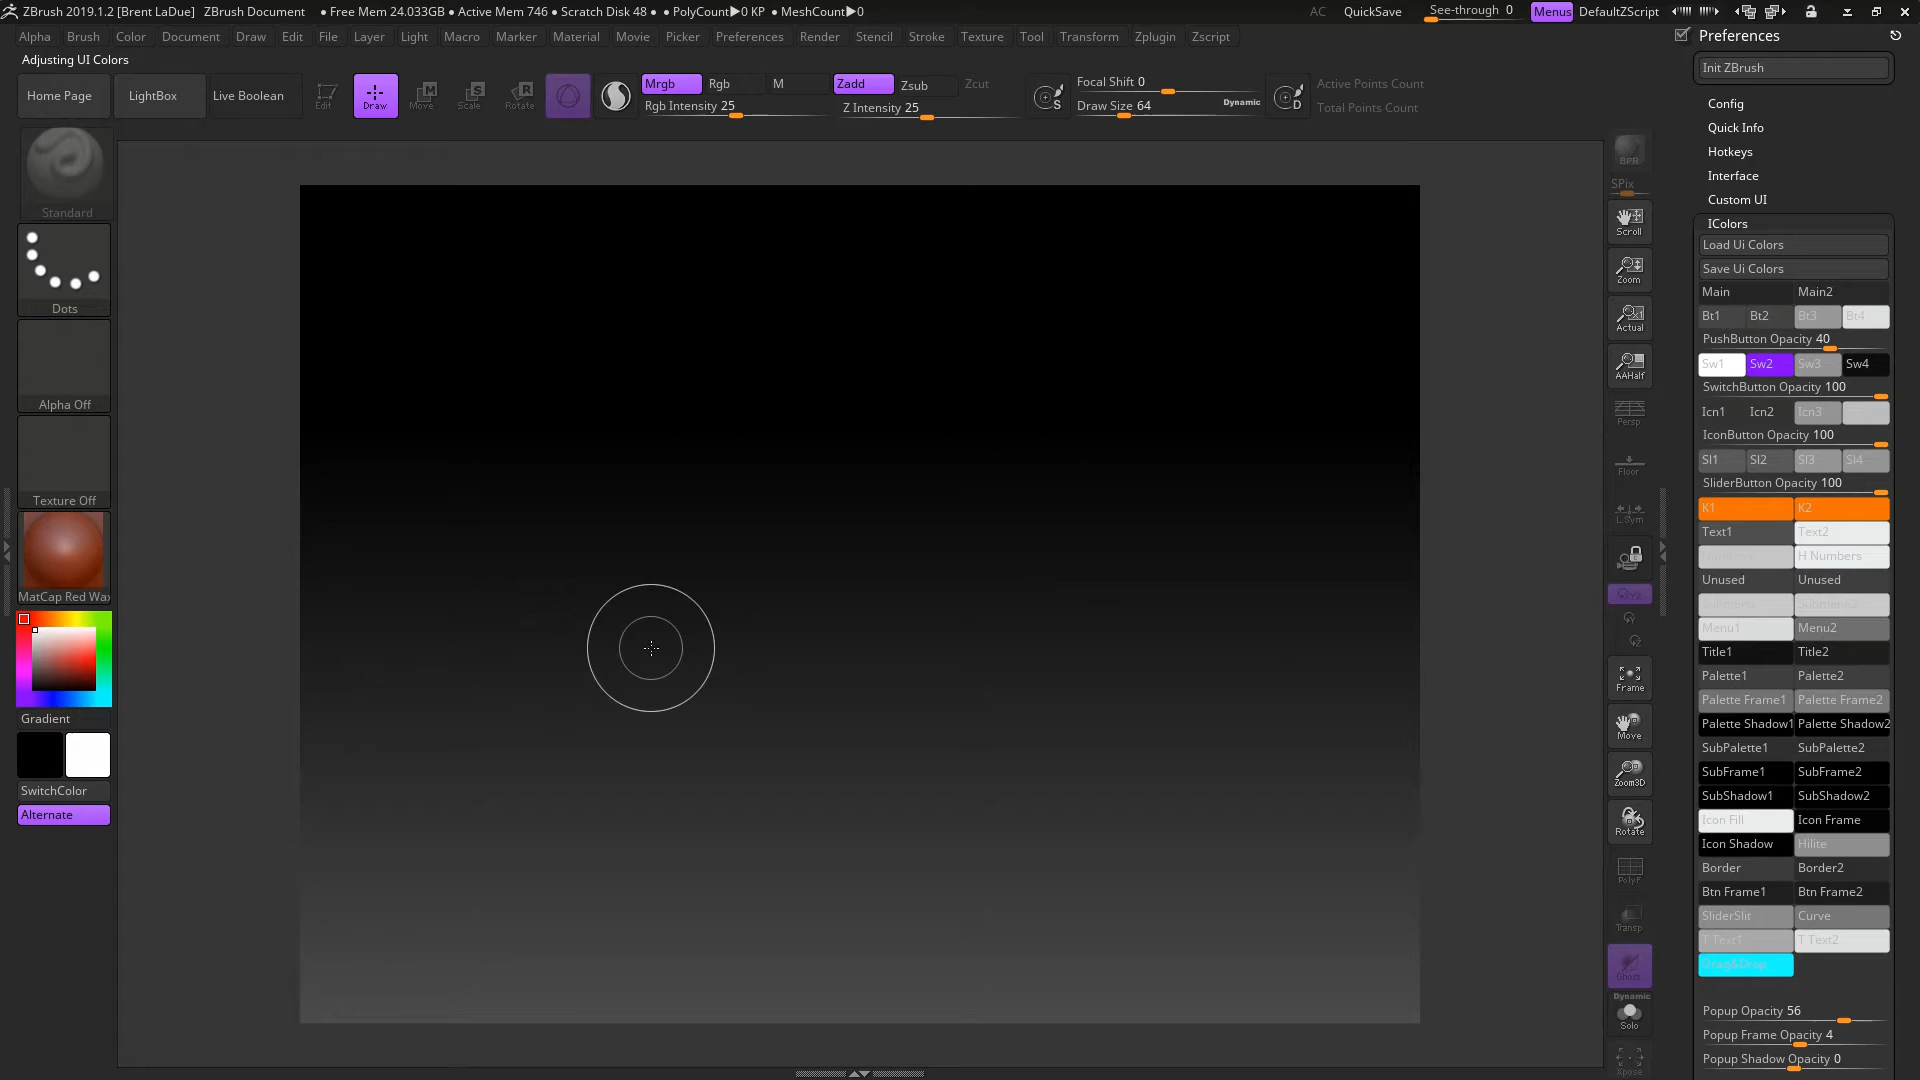 ZBrush 2019.1.2 [Brent LaDue] ZBrush Document • Free Mem 24.033GB • Active Mem 746 • Scratch Disk 48 • PolyCount▶0 KP • MeshCount▶0 AC QuickSave See-through 0 Menus DefaultZScript
Alpha Brush Color Document Draw Edit File Layer Light Macro Marker Material Movie Picker Preferences Render Stencil Stroke Texture Tool Transform Zplugin Zscript
Adjusting UI Colors
Home Page LightBox Live Boolean
Edit Draw Move Scale Rotate
Mrgb Rgb M
Rgb Intensity 25
Zadd Zsub Zcut
Z Intensity 25
S
Focal Shift 0
Draw Size 64 Dynamic
D
Active Points Count
Total Points Count
Standard
Dots
Alpha Off
Texture Off
MatCap Red Wax
Gradient
SwitchColor
Alternate
BPR
SPix
Scroll
Zoom
Actual
AAHalf
Persp
Floor
L.Sym
XYZ
Frame
Move
Zoom3D
Rotate
PolyF
Transp
Ghost
Dynamic
Solo
Xpose
Preferences
Init ZBrush
Config
Quick Info
Hotkeys
Interface
Custom UI
IColors
Load Ui Colors
Save Ui Colors
Main Main2
Bt1 Bt2 Bt3 Bt4
PushButton Opacity 40
Sw1 Sw2 Sw3 Sw4
SwitchButton Opacity 100
Icn1 Icn2 Icn3
IconButton Opacity 100
Sl1 Sl2 Sl3 Sl4
SliderButton Opacity 100
K1 K2
Text1 Text2
H Numbers
Unused Unused
Menu1 Menu2
Title1 Title2
Palette1 Palette2
Palette Frame1 Palette Frame2
Palette Shadow1 Palette Shadow2
SubPalette1 SubPalette2
SubFrame1 SubFrame2
SubShadow1 SubShadow2
Icon Fill Icon Frame
Icon Shadow Hilite
Border Border2
Btn Frame1 Btn Frame2
SliderSlit Curve
T Text1 T Text2
Drag&Drop
Popup Opacity 56
Popup Frame Opacity 4
Popup Shadow Opacity 0